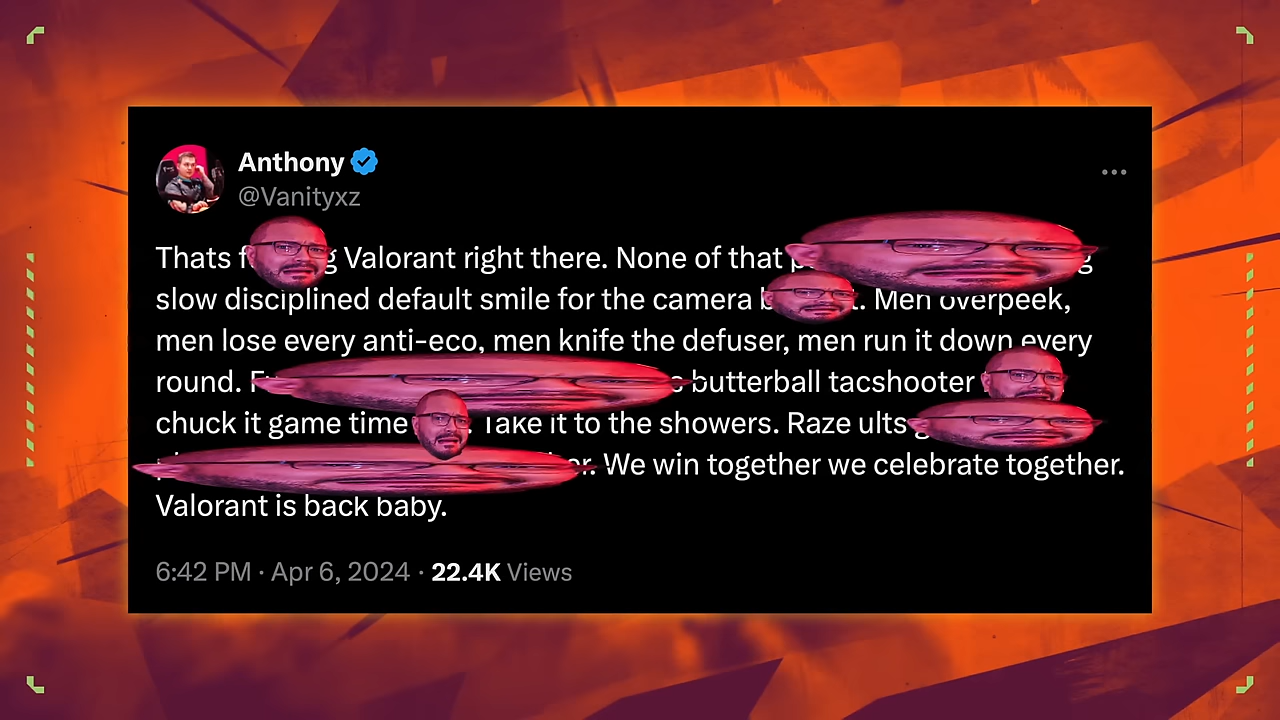 Anthony
@Vanityxz
Thats Valorant right there. None of that
slow disciplined default smile for the camera Men overpeek,
men lose every anti-eco, men knife the defuser, men run it down every
round. butterball tacshooter
chuck it game time Take it to the showers. Raze ults
We win together we celebrate together.
Valorant is back baby.
6:42 PM · Apr 6, 2024 · 22.4K Views